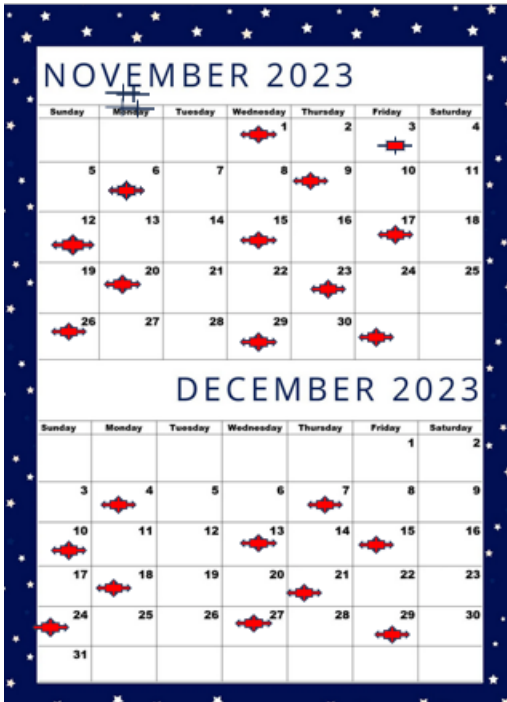 NOVEMBER 2023
Sunday Monday Tuesday Wednesday Thursday Friday Saturday
1 2 3 4
5 6 7 8 9 10 11
12 13 14 15 16 17 18
19 20 21 22 23 24 25
26 27 28 29 30
DECEMBER 2023
Sunday Monday Tuesday Wednesday Thursday Friday Saturday
1 2
3 4 5 6 7 8 9
10 11 12 13 14 15 16
17 18 19 20 21 22 23
24 25 26 27 28 29 30
31